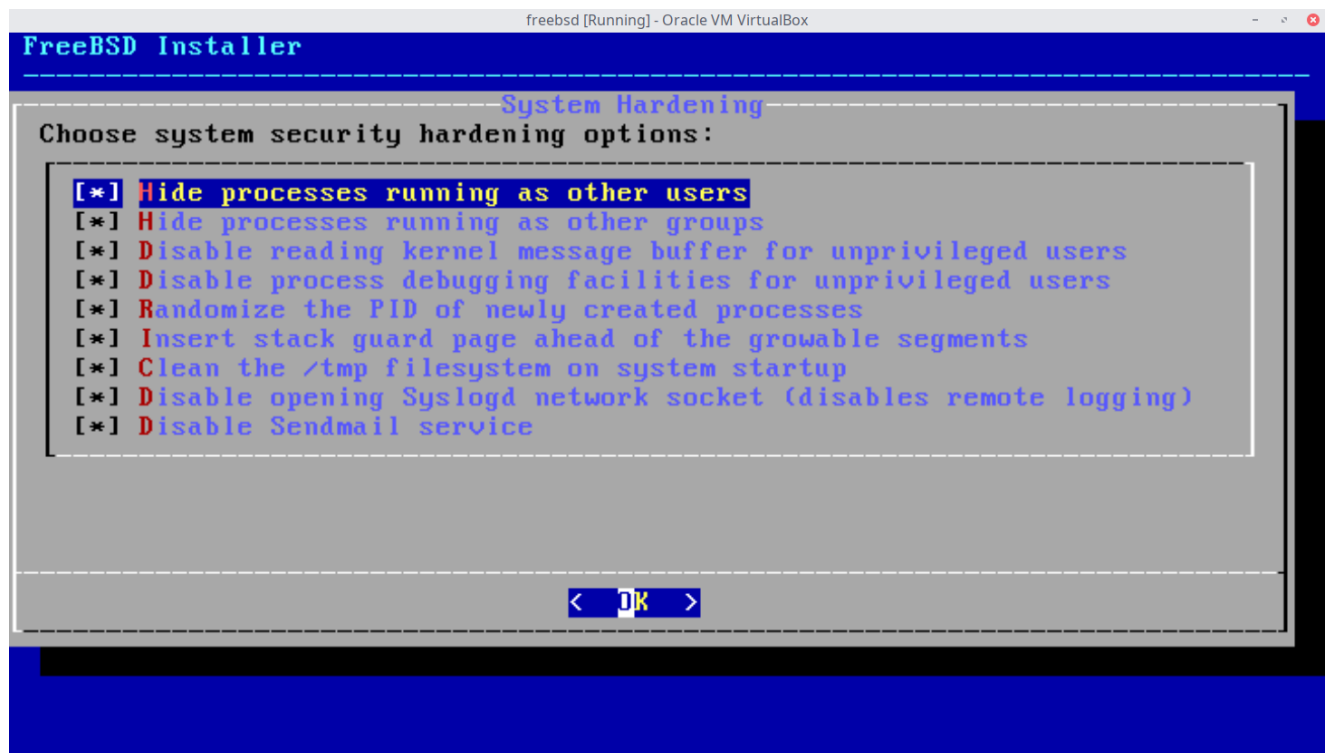 freebsd [Running] - Oracle VM VirtualBox
FreeBSD Installer
System Hardening
Choose system security hardening options:
[*] Hide processes running as other users
[*] Hide processes running as other groups
[*] Disable reading kernel message buffer for unprivileged users
[*] Disable process debugging facilities for unprivileged users
[*] Randomize the PID of newly created processes
[*] Insert stack guard page ahead of the growable segments
[*] Clean the /tmp filesystem on system startup
[*] Disable opening Syslogd network socket (disables remote logging)
[*] Disable Sendmail service
< OK >